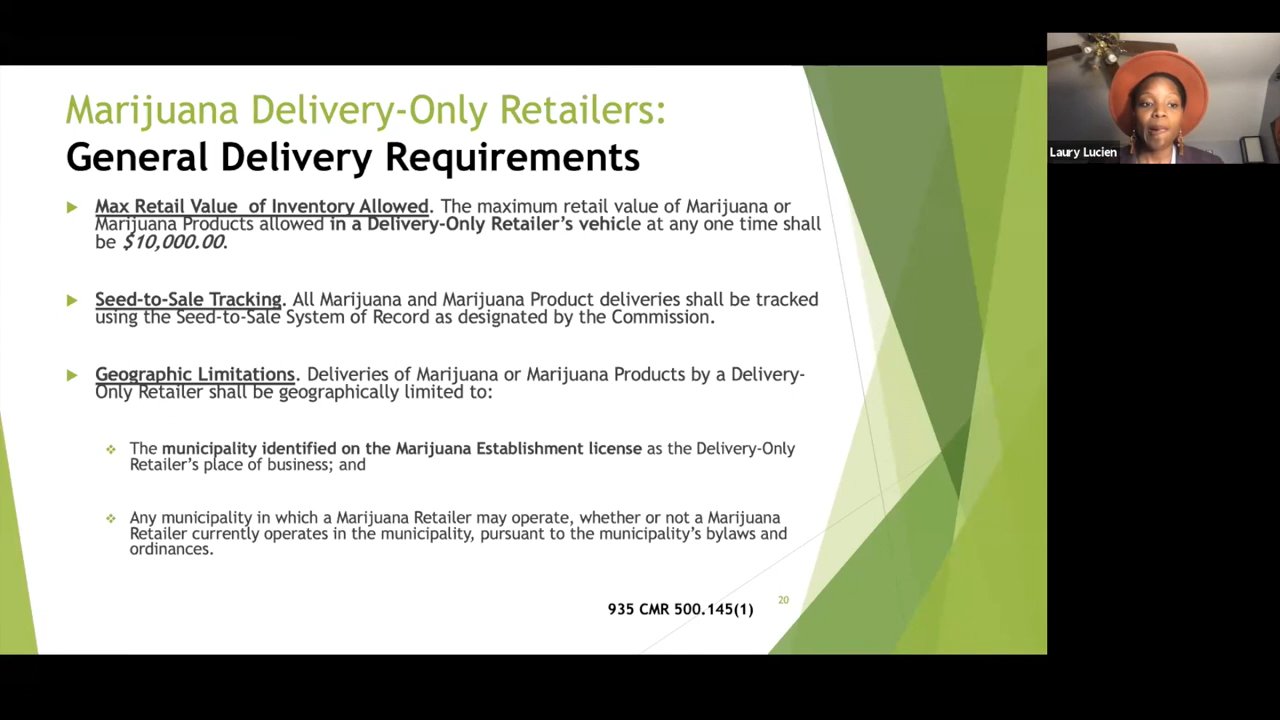 Marijuana Delivery-Only Retailers:
General Delivery Requirements
Max Retail Value of Inventory Allowed. The maximum retail value of Marijuana or
Marijuana Products allowed in a Delivery-Only Retailer's vehicle at any one time shall
be $10,000.00.
Seed-to-Sale Tracking. All Marijuana and Marijuana Product deliveries shall be tracked
using the Seed-to-Sale System of Record as designated by the Commission.
Geographic Limitations. Deliveries of Marijuana or Marijuana Products by a Delivery-
Only Retailer shall be geographically limited to:
The municipality identified on the Marijuana Establishment license as the Delivery-Only
Retailer's place of business; and
Any municipality in which a Marijuana Retailer may operate, whether or not a Marijuana
Retailer currently operates in the municipality, pursuant to the municipality's bylaws and
ordinances.
935 CMR 500.145(1)
20
Laury Lucien